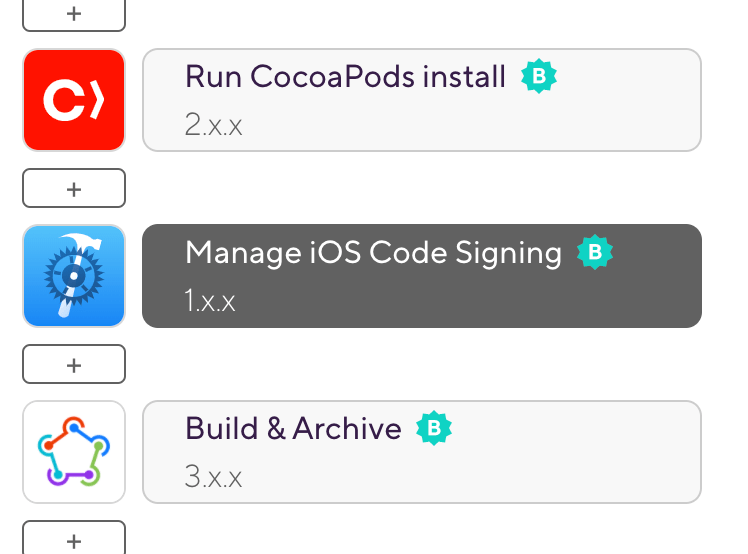 +
Run CocoaPods install B
2.x.x
+
Manage iOS Code Signing B
1.x.x
+
Build & Archive B
3.x.x
+